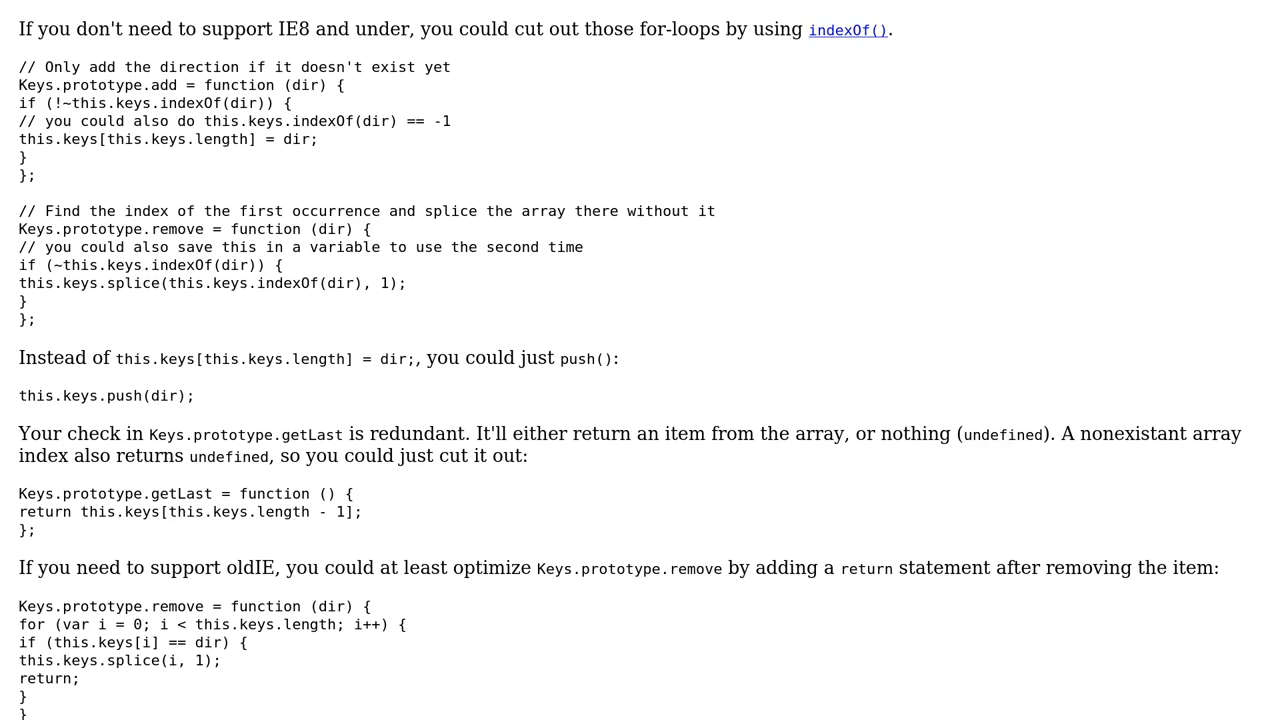 If you don't need to support IE8 and under, you could cut out those for-loops by using indexOf().
// Only add the direction if it doesn't exist yet
Keys.prototype.add = function (dir) {
if (!~this.keys.indexOf(dir)) {
// you could also do this.keys.indexOf(dir) == -1
this.keys[this.keys.length] = dir;
}
};
// Find the index of the first occurrence and splice the array there without it
Keys.prototype.remove = function (dir) {
// you could also save this in a variable to use the second time
if (~this.keys.indexOf(dir)) {
this.keys.splice(this.keys.indexOf(dir), 1);
}
};
Instead of this.keys[this.keys.length] = dir;, you could just push():
this.keys.push(dir);
Your check in Keys.prototype.getLast is redundant. It'll either return an item from the array, or nothing (undefined). A nonexistant array
index also returns undefined, so you could just cut it out:
Keys.prototype.getLast = function () {
return this.keys[this.keys.length - 1];
};
If you need to support oldIE, you could at least optimize Keys.prototype.remove by adding a return statement after removing the item:
Keys.prototype.remove = function (dir) {
for (var i = 0; i < this.keys.length; i++) {
if (this.keys[i] == dir) {
this.keys.splice(i, 1);
return;
}
}